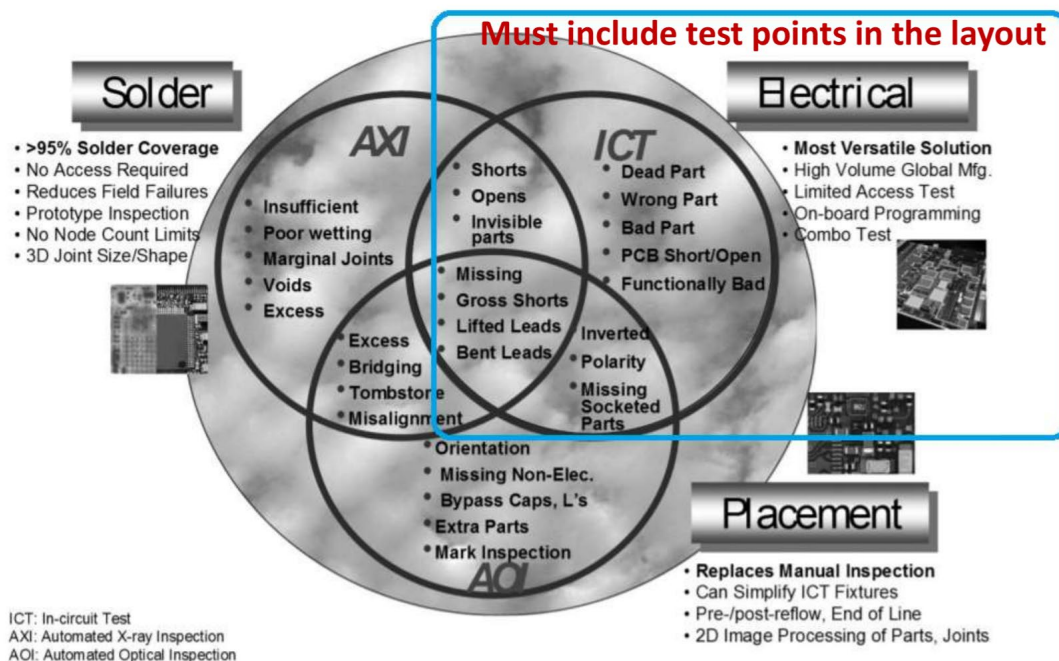 Must include test points in the layout
Solder
• >95% Solder Coverage
• No Access Required
• Reduces Field Failures
• Prototype Inspection
• No Node Count Limits
• 3D Joint Size/Shape
Electrical
• Most Versatile Solution
• High Volume Global Mfg.
• Limited Access Test
• On-board Programming
• Combo Test
AXI
• Insufficient
• Poor wetting
• Marginal Joints
• Voids
• Excess
• Shorts
• Opens
• Invisible
parts
ICT
• Dead Part
• Wrong Part
• Bad Part
• PCB Short/Open
• Functionally Bad
• Missing
• Gross Shorts
• Lifted Leads
• Bent Leads
• Excess
• Bridging
• Tombstone
• Misalignment
• Inverted
• Polarity
• Missing
Socketed
Parts
• Orientation
• Missing Non-Elec.
• Bypass Caps, L's
• Extra Parts
• Mark Inspection
AOI
Placement
• Replaces Manual Inspection
• Can Simplify ICT Fixtures
• Pre-/post-reflow, End of Line
• 2D Image Processing of Parts, Joints
ICT: In-circuit Test
AXI: Automated X-ray Inspection
AOI: Automated Optical Inspection